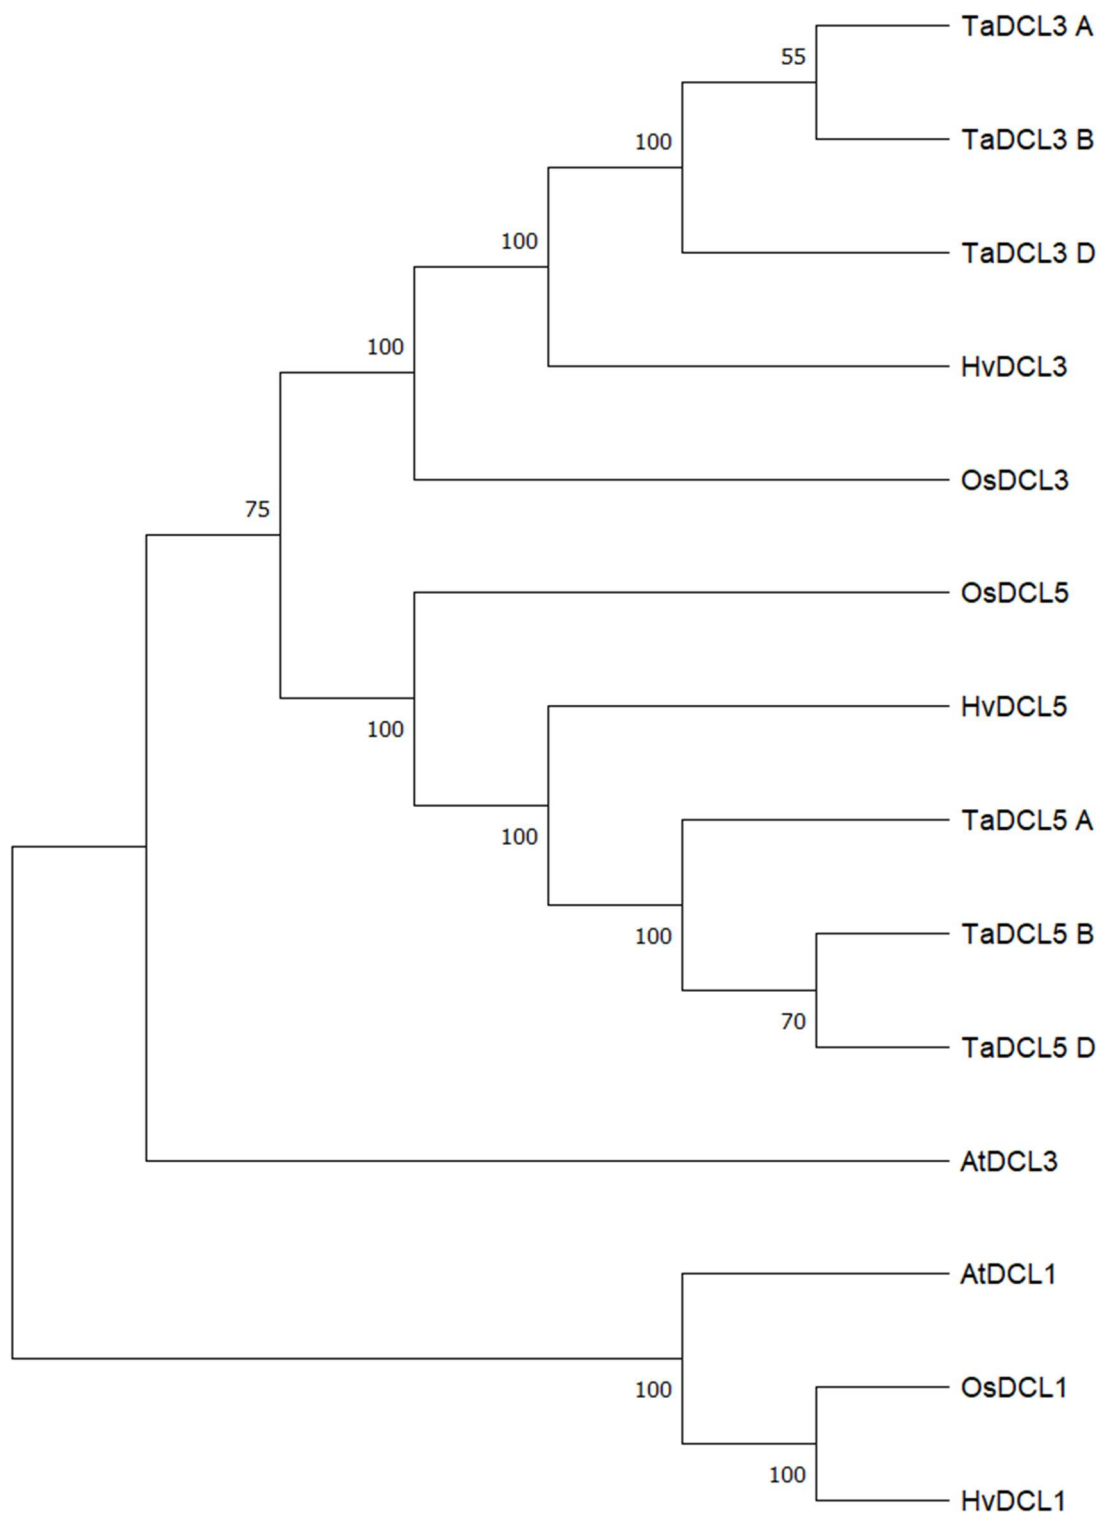 TaDCL3 A
55
TaDCL3 B
100
TaDCL3 D
100
100
HvDCL3
OsDCL3
75
OsDCL5
HvDCL5
100
TaDCL5 A
100
TaDCL5 B
100
70
TaDCL5 D
AtDCL3
AtDCL1
100
OsDCL1
100
HvDCL1